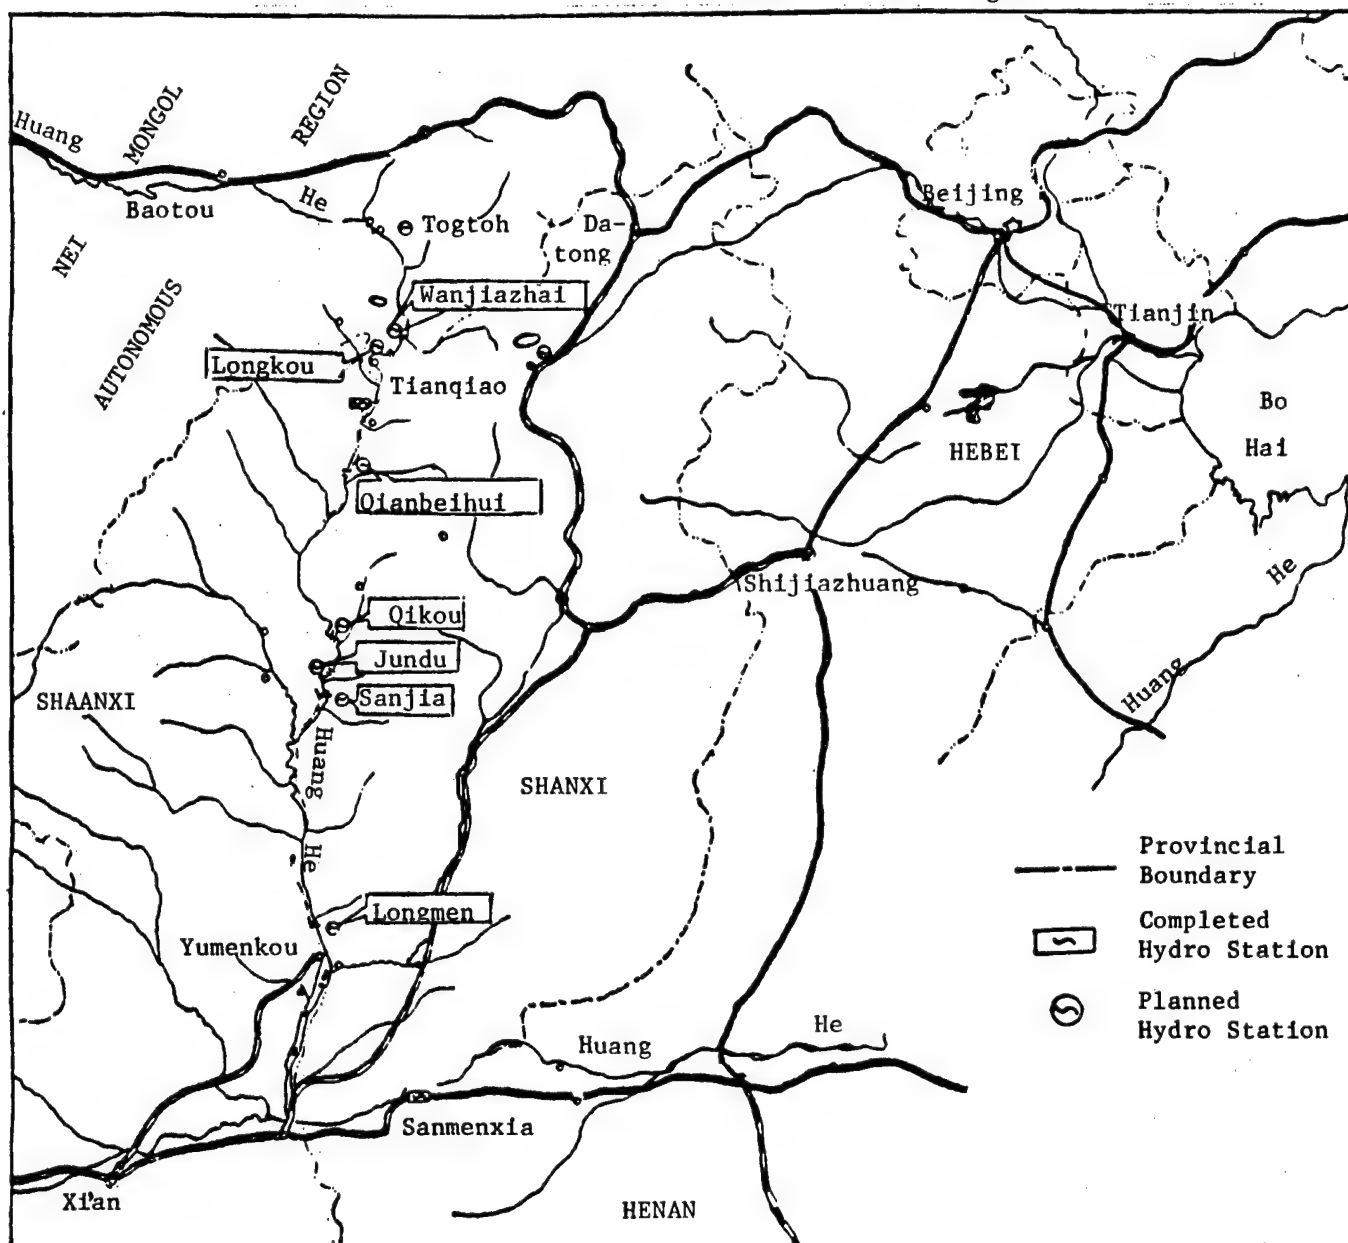 Huang
MONGOL
REGION
He
Baotou
Togtoh
Da-
tong
Beijing
NEI
AUTONOMOUS
Wanjiazhai
Tianjin
Longkou
Tianqiao
Bo
Hai
HEBEI
Qianbeihui
Shijiazhuang
He
Qikou
Jundu
Sanjia
SHAANXI
Huang
Huang
SHANXI
He
Provincial
Boundary
Completed
Hydro Station
Planned
Hydro Station
Longmen
Yumenkou
Huang
He
Sanmenxia
Xi'an
HENAN